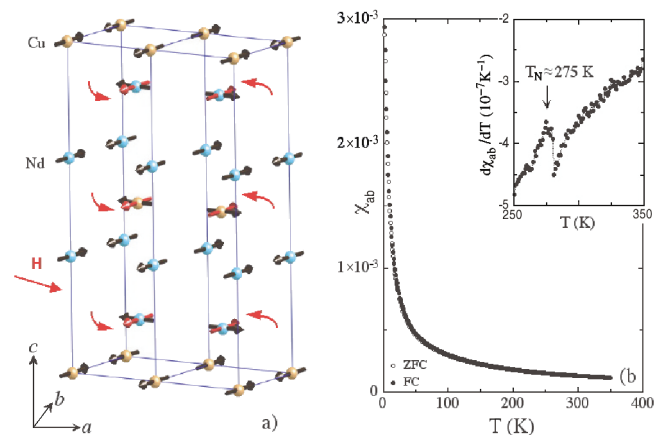 Cu
Nd
H
c
b
a
a)
3×10⁻³
2×10⁻³
1×10⁻³
0
χab
0 100 200 300 400
T (K)
ZFC
FC
(b
-2
-3
-4
-5
dχab/dT (10⁻⁷K⁻¹)
TN≈275 K
250 300 350
T (K)